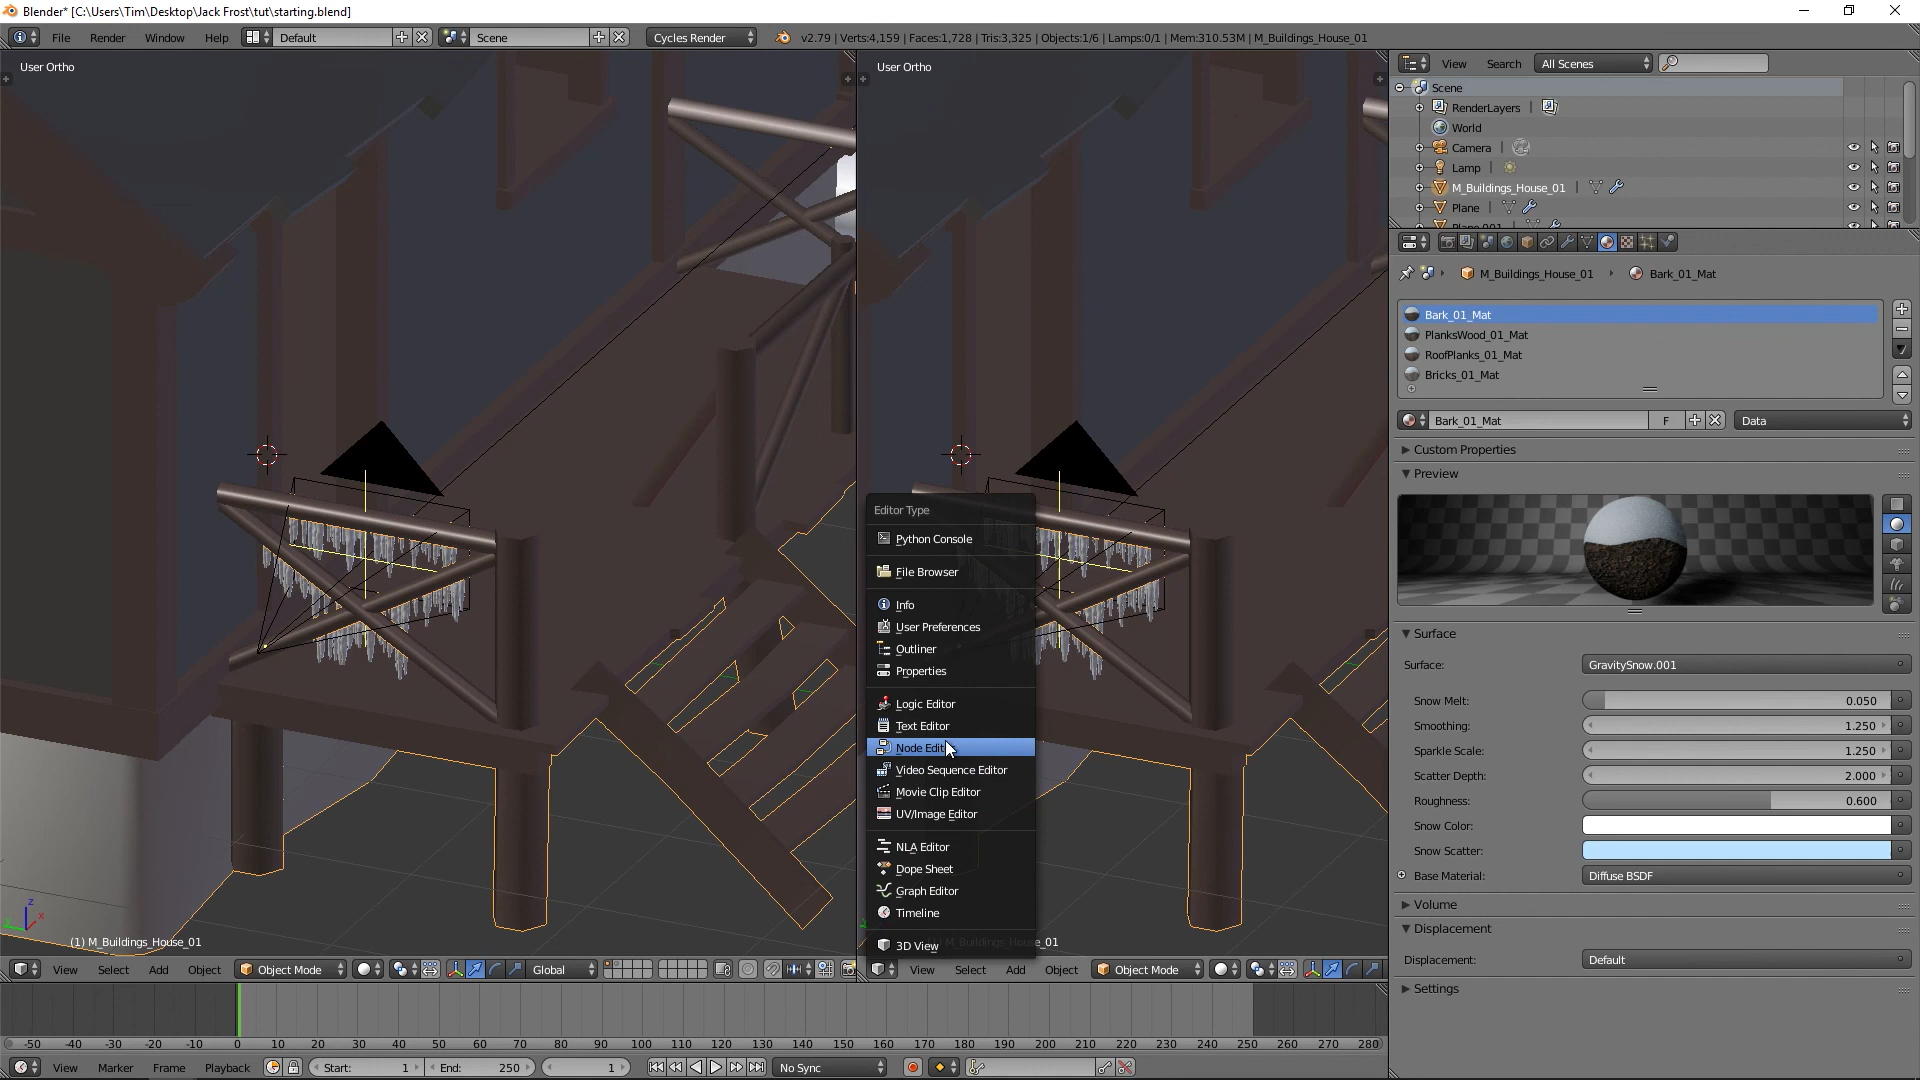 Blender* [C:\Users\Tim\Desktop\Jack Frost\tut\starting.blend]
File Render Window Help Default Scene Cycles Render v2.79 | Verts:4,159 | Faces:1,728 | Tris:3,325 | Objects:1/6 | Lamps:0/1 | Mem:310.53M | M_Buildings_House_01
User Ortho
User Ortho
View Search All Scenes
Scene
RenderLayers
World
Camera
Lamp
M_Buildings_House_01
Plane
Plane.001
M_Buildings_House_01 Bark_01_Mat
Bark_01_Mat
PlanksWood_01_Mat
RoofPlanks_01_Mat
Bricks_01_Mat
Bark_01_Mat F Data
Custom Properties
Preview
Surface
Surface: GravitySnow.001
Snow Melt: 0.050
Smoothing: 1.250
Sparkle Scale: 1.250
Scatter Depth: 2.000
Roughness: 0.600
Snow Color:
Snow Scatter:
Base Material: Diffuse BSDF
Volume
Displacement
Displacement: Default
Settings
Editor Type
Python Console
File Browser
Info
User Preferences
Outliner
Properties
Logic Editor
Text Editor
Node Edit
Video Sequence Editor
Movie Clip Editor
UV/Image Editor
NLA Editor
Dope Sheet
Graph Editor
Timeline
3D View
z
x
y
(1) M_Buildings_House_01
(1) M_Buildings_House_01
View Select Add Object Object Mode Global
View Select Add Object Object Mode
-50 -40 -30 -20 -10 0 10 20 30 40 50 60 70 80 90 100 110 120 130 140 150 160 170 180 190 200 210 220 230 240 250 260 270 280
View Marker Frame Playback Start: 1 End: 250 1 No Sync